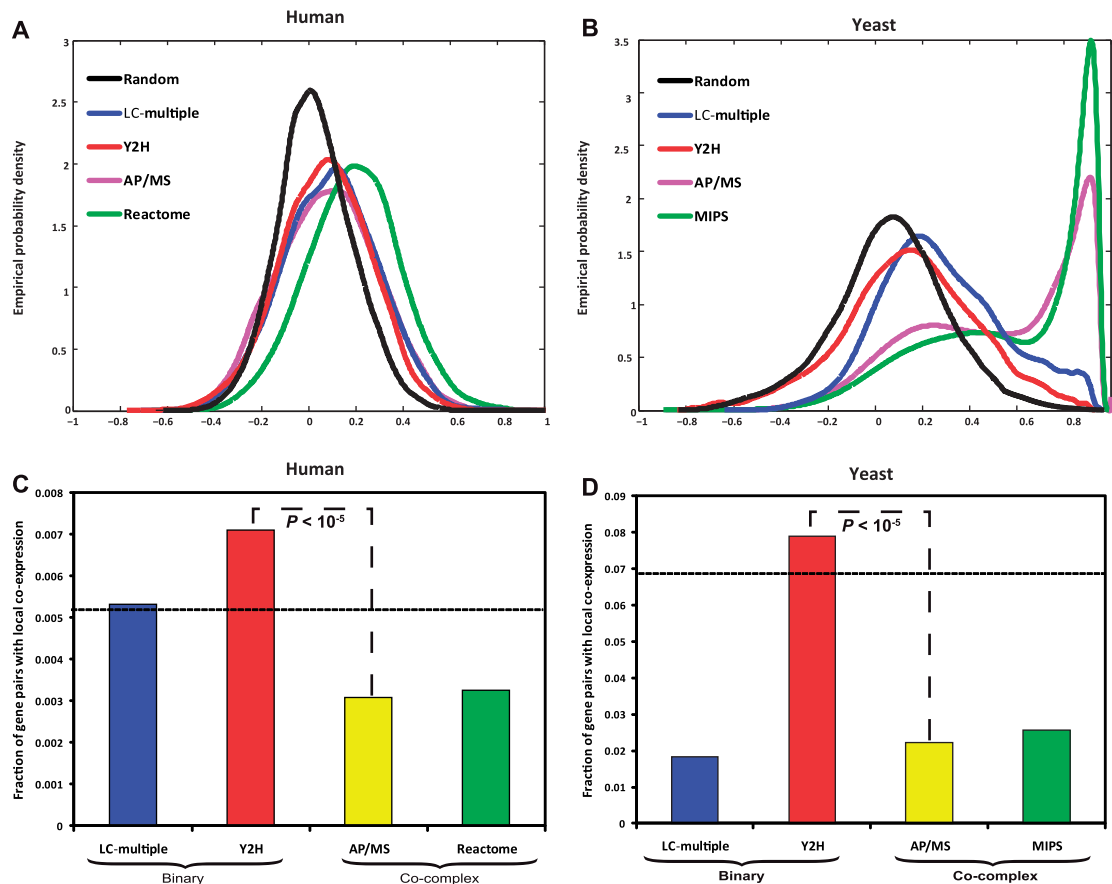 A
Human
Empirical probability density
3
2.5
2
1.5
1
0.5
0
Random
LC-multiple
Y2H
AP/MS
Reactome
−1
−0.8
−0.6
−0.4
−0.2
0
0.2
0.4
0.6
0.8
1
B
Yeast
Empirical probability density
3.5
3
2.5
2
1.5
1
0.5
0
Random
LC-multiple
Y2H
AP/MS
MIPS
−1
−0.8
−0.6
−0.4
−0.2
0
0.2
0.4
0.6
0.8
C
Human
Fraction of gene pairs with local co-expression
0.008
0.007
0.006
0.005
0.004
0.003
0.002
0.001
0
P < 10-5
LC-multiple
Y2H
AP/MS
Reactome
Binary
Co-complex
D
Yeast
Fraction of gene pairs with local co-expression
0.09
0.08
0.07
0.06
0.05
0.04
0.03
0.02
0.01
0
P < 10-5
LC-multiple
Y2H
AP/MS
MIPS
Binary
Co-complex